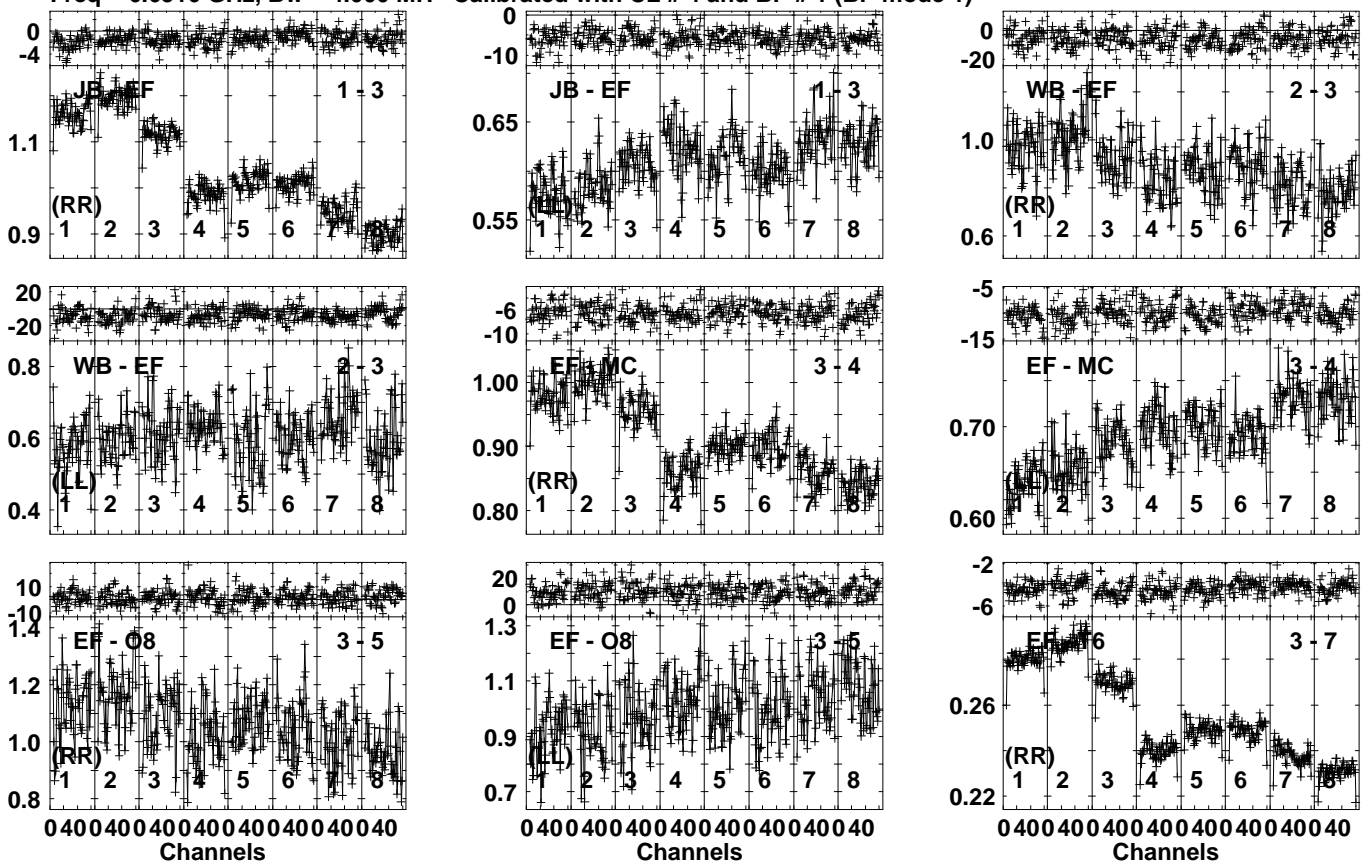 0 0 0
-4 -10 -20
JB - EF 1 - 3 JB - EF 1 - 3 WB - EF 2 - 3
1.1 0.65 1.0
(RR) (LL) (RR)
0.9 1 2 3 4 5 6 7 8 0.55 1 2 3 4 5 6 7 8 0.6 1 2 3 4 5 6 7 8
20 -6 -5
-20 -10 -15
WB - EF 2 - 3 EF - MC 3 - 4 EF - MC 3 - 4
0.8 1.00
0.6 0.90 0.70
(LL) (RR) (LL)
0.4 1 2 3 4 5 6 7 8 0.80 1 2 3 4 5 6 7 8 0.60 1 2 3 4 5 6 7 8
10 20 -2
-10 0 -6
1.4 EF - O8 3 - 5 1.3 EF - O8 3 - 5 EF - T6 3 - 7
1.2 1.1 0.26
1.0 (RR) 0.9 (LL) (RR)
0.8 1 2 3 4 5 6 7 8 0.7 1 2 3 4 5 6 7 8 0.22 1 2 3 4 5 6 7 8
0 40 0 40 0 40 0 40 0 40 0 40 0 40 0 40 0 40 0 40 0 40 0 40 0 40 0 40 0 40 0 40 0 40 0 40 0 40 0 40 0 40 0 40 0 40 0 40
Channels Channels Channels